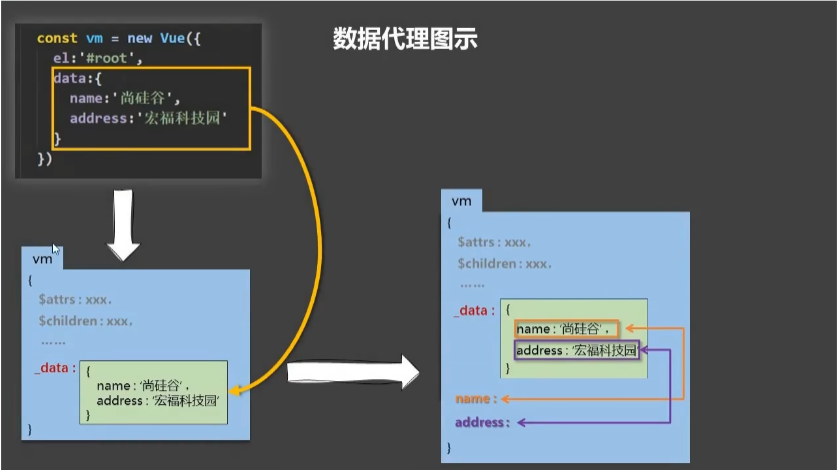 数据代理图示
const vm = new Vue({
el:'#root',
data:{
name:'尚硅谷',
address:'宏福科技园'
}
})
vm
{
$attrs : xxx,
$children : xxx,
……
_data : {
name : '尚硅谷' ,
address : '宏福科技园'
}
}
vm
{
$attrs : xxx,
$children : xxx,
……
_data : {
name : '尚硅谷' ,
address : '宏福科技园'
}
name :
address :
}